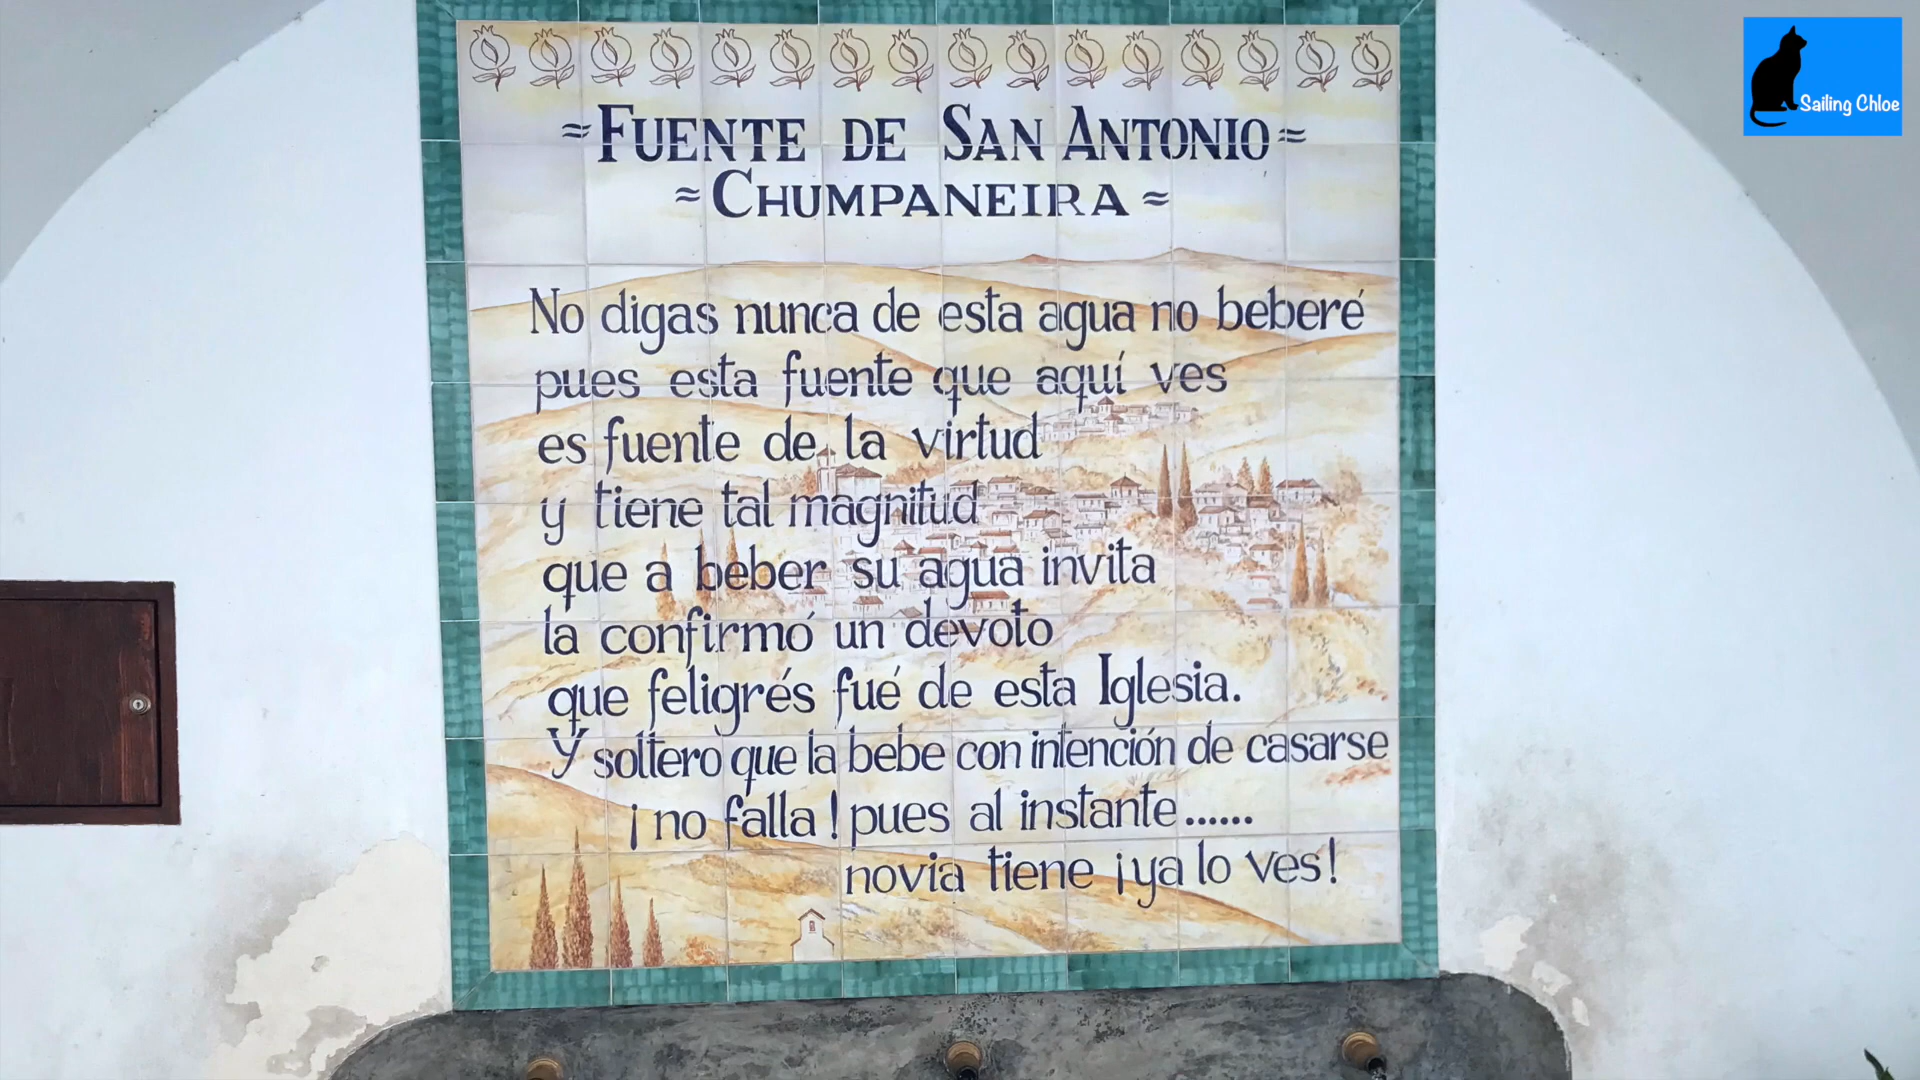 ≈FUENTE DE SAN ANTONIO≈
≈CHUMPANEIRA≈
No digas nunca de esta agua no beberé
pues esta fuente que aquí ves
es fuente de la virtud
y tiene tal magnitud
que a beber su agua invita
la confirmó un devoto
que feligrés fué de esta Iglesia.
Y soltero que la bebe con intención de casarse
¡no falla! pues al instante......
novia tiene ¡ya lo ves!
Sailing Chloe